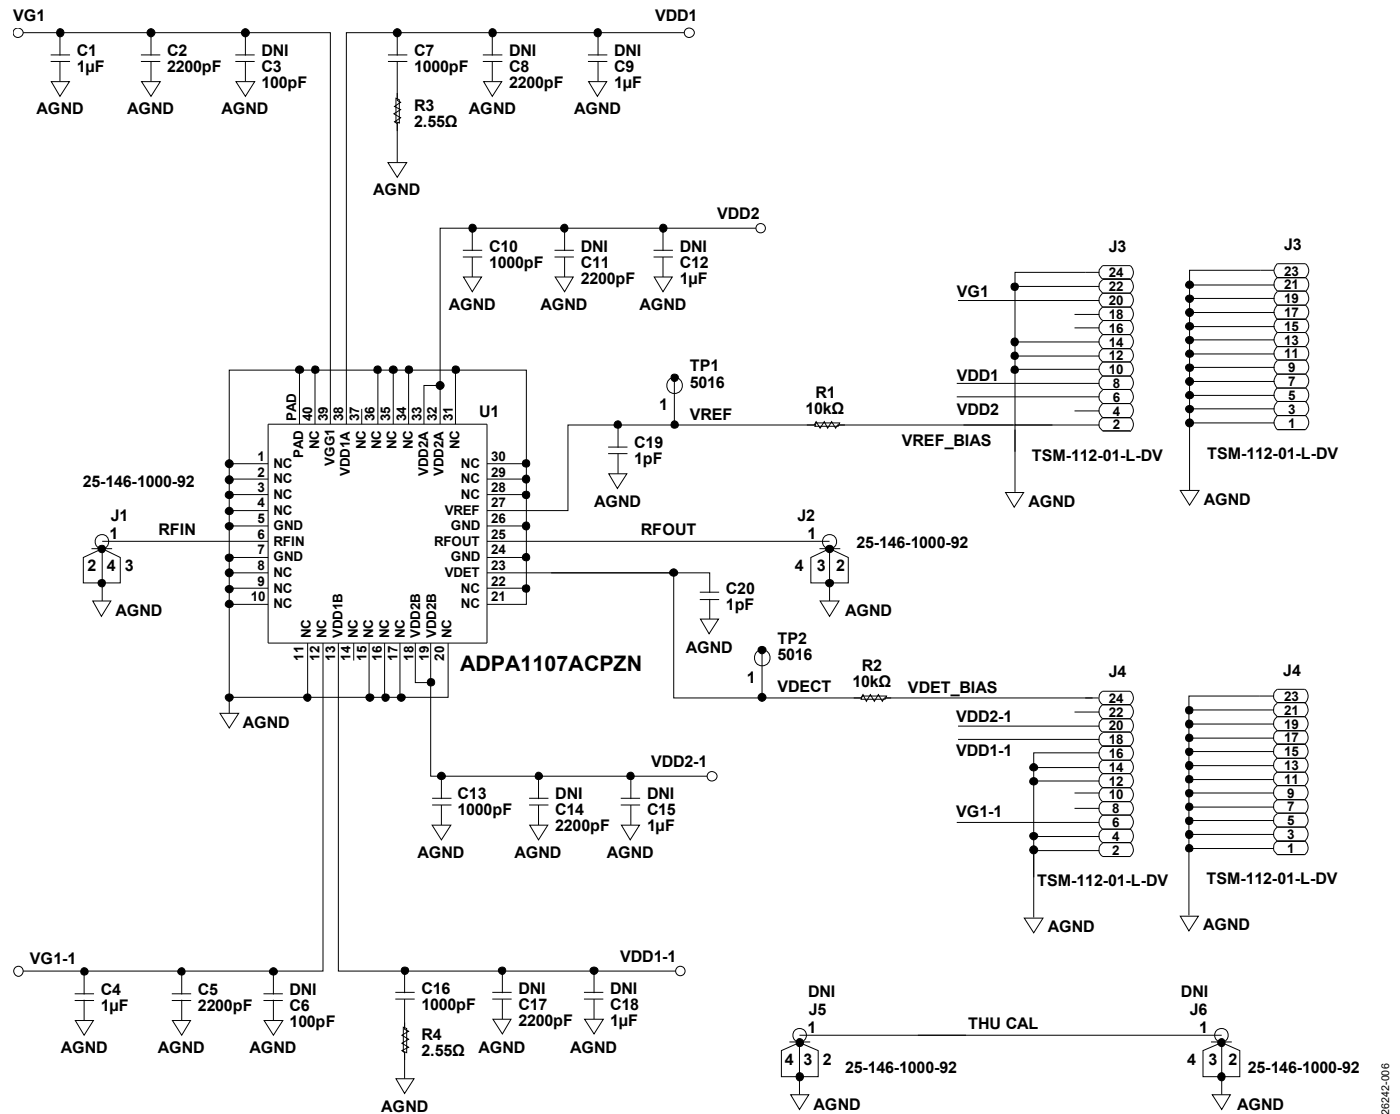 VG1
VDD1
C1
1µF
AGND
C2
2200pF
AGND
DNI
C3
100pF
AGND
C7
1000pF
R3
2.55Ω
AGND
DNI
C8
2200pF
AGND
DNI
C9
1µF
AGND
VDD2
C10
1000pF
AGND
DNI
C11
2200pF
AGND
DNI
C12
1µF
AGND
J3
24
22
20
18
16
14
12
10
8
6
4
2
VG1
VDD1
VDD2
TSM-112-01-L-DV
AGND
J3
23
21
19
17
15
13
11
9
7
5
3
1
TSM-112-01-L-DV
AGND
TP1
5016
1
VREF
R1
10kΩ
VREF_BIAS
C19
1pF
AGND
U1
PAD
40
39
38
37
36
35
34
33
32
31
PAD
NC
VGG1
VDD1A
NC
NC
NC
NC
VDD2A
VDD2A
NC
1 NC
2 NC
3 NC
4 NC
5 GND
6 RFIN
7 GND
8 NC
9 NC
10 NC
NC 30
NC 29
NC 28
VREF 27
GND 26
RFOUT 25
GND 24
VDET 23
NC 22
NC 21
NC
NC
VDD1B
NC
NC
NC
NC
VDD2B
VDD2B
NC
11
12
13
14
15
16
17
18
19
20
ADPA1107ACPZN
AGND
25-146-1000-92
J1
1
RFIN
2 4 3
AGND
RFOUT
J2
1
25-146-1000-92
4 3 2
AGND
C20
1pF
AGND
TP2
5016
1
VDECT
R2
10kΩ
VDET_BIAS
J4
24
22
20
18
16
14
12
10
8
6
4
2
VDD2-1
VDD1-1
VG1-1
TSM-112-01-L-DV
AGND
J4
23
21
19
17
15
13
11
9
7
5
3
1
TSM-112-01-L-DV
AGND
VDD2-1
C13
1000pF
AGND
DNI
C14
2200pF
AGND
DNI
C15
1µF
AGND
VG1-1
VDD1-1
C4
1µF
AGND
C5
2200pF
AGND
DNI
C6
100pF
AGND
C16
1000pF
R4
2.55Ω
AGND
DNI
C17
2200pF
AGND
DNI
C18
1µF
AGND
DNI
J5
1
THU CAL
4 3 2
25-146-1000-92
AGND
DNI
J6
1
4 3 2
25-146-1000-92
AGND
26242-006